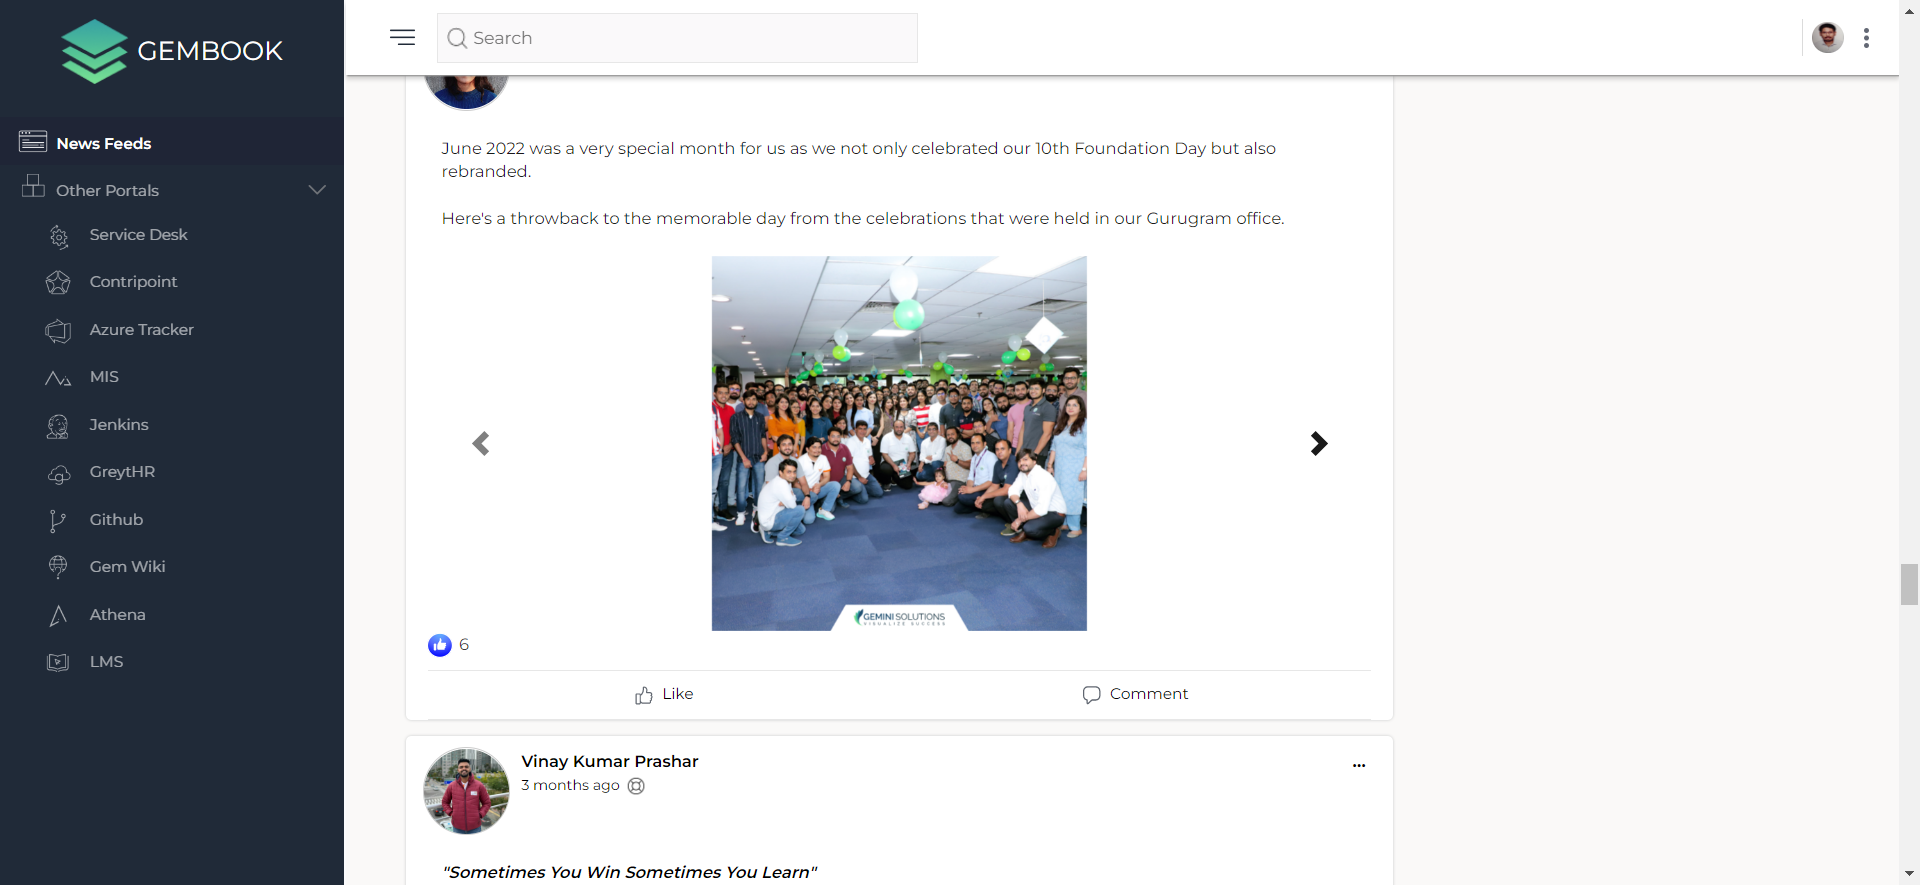 GEMBOOK
Search
News Feeds
Other Portals
Service Desk
Contripoint
Azure Tracker
MIS
Jenkins
GreytHR
Github
Gem Wiki
Athena
LMS
June 2022 was a very special month for us as we not only celebrated our 10th Foundation Day but also
rebranded.
Here's a throwback to the memorable day from the celebrations that were held in our Gurugram office.
GEMINI SOLUTIONS
VISUALIZE SUCCESS
6
Like
Comment
Vinay Kumar Prashar
3 months ago
"Sometimes You Win Sometimes You Learn"